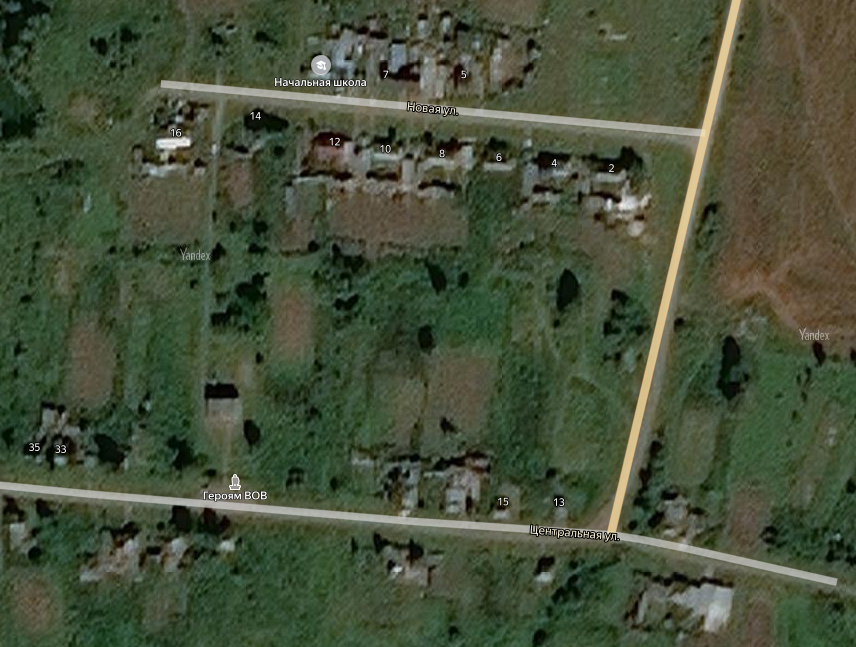 7
5
Начальная школа
Новая ул.
14
16
12
10
8
6
4
2
Yandex
Yandex
35
33
Героям ВОВ
15
13
Центральная ул.